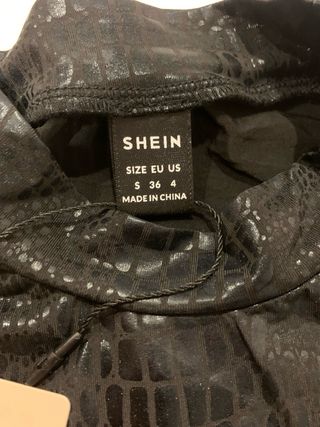 SHEIN
SIZE EU US
S 36 4
MADE IN CHINA